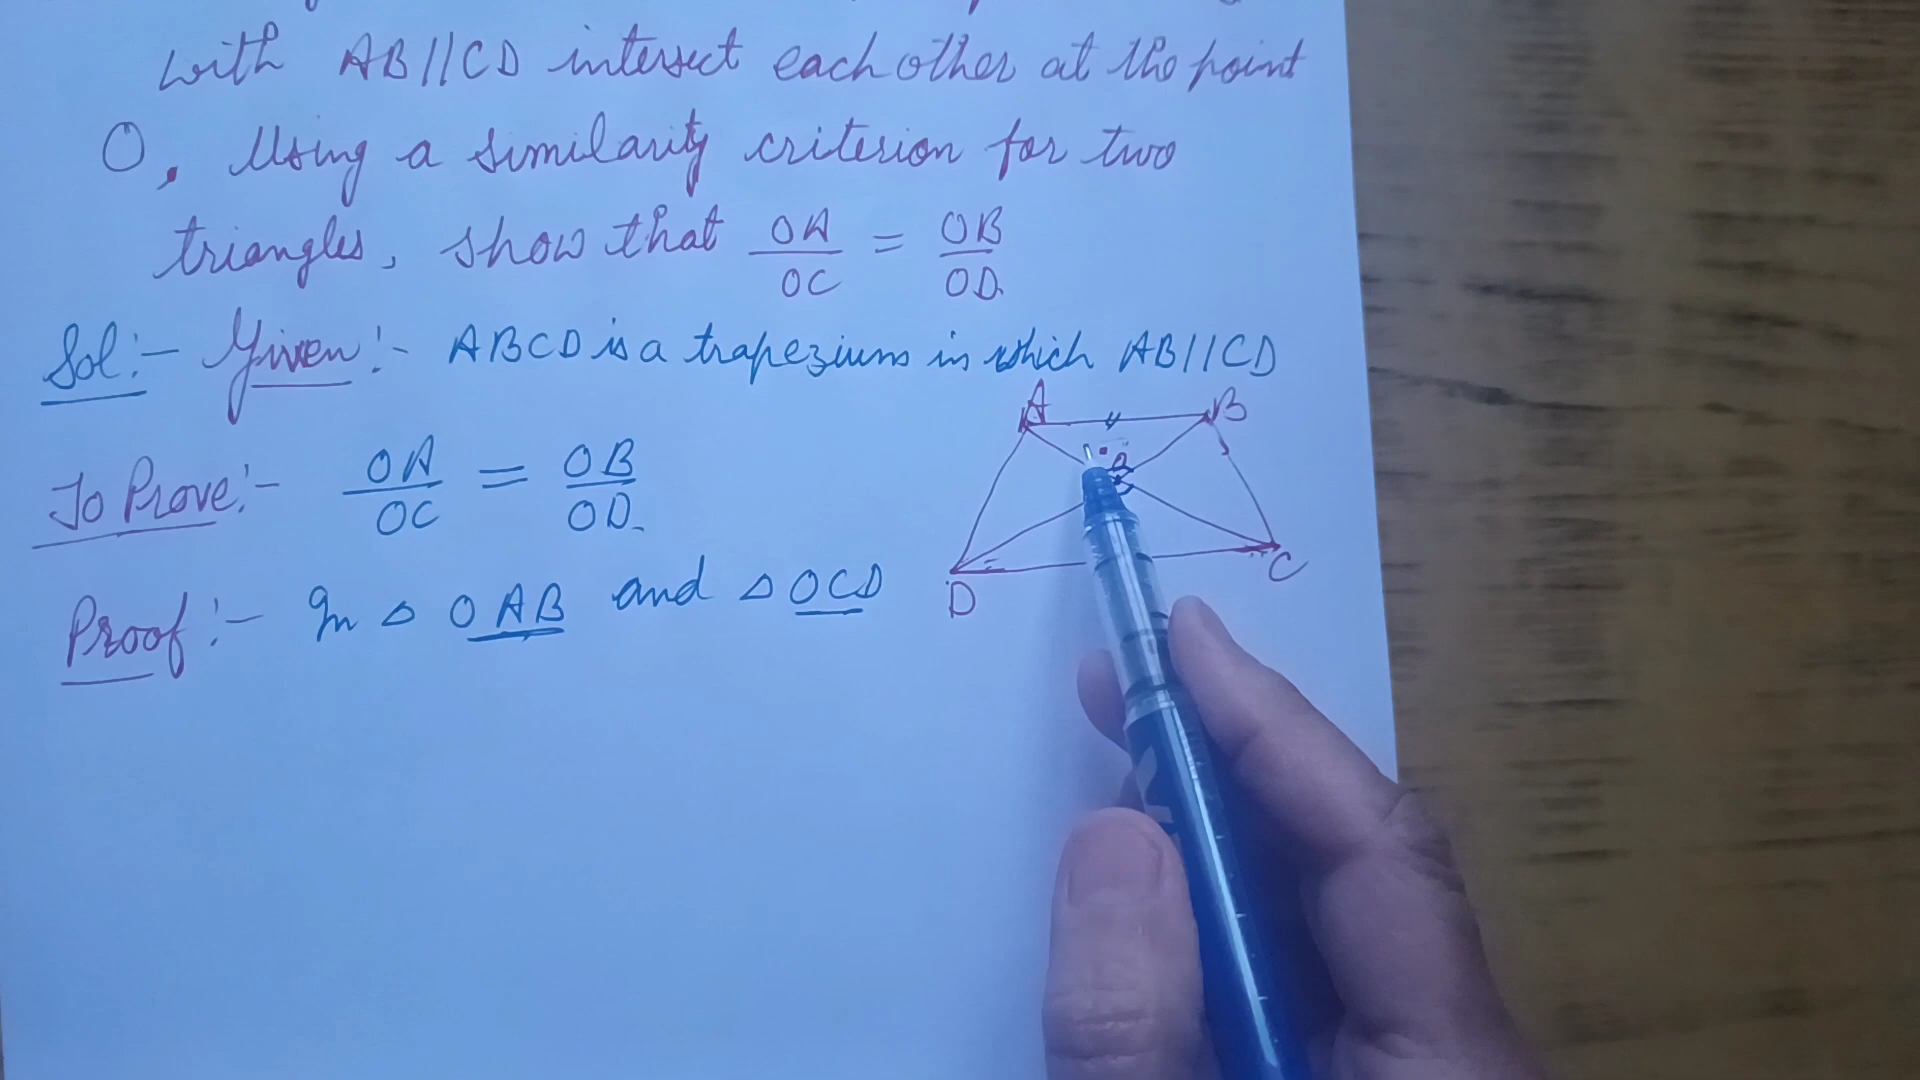 with AB//CD intersect each other at the point
O, Using a similarity criterion for two
triangles, show that OA/OC = OB/OD.
Sol:- Given:- ABCD is a trapezium in which AB//CD
A B
To Prove:- OA/OC = OB/OD.
O
Proof:- In △ OAB and △ OCD
D C